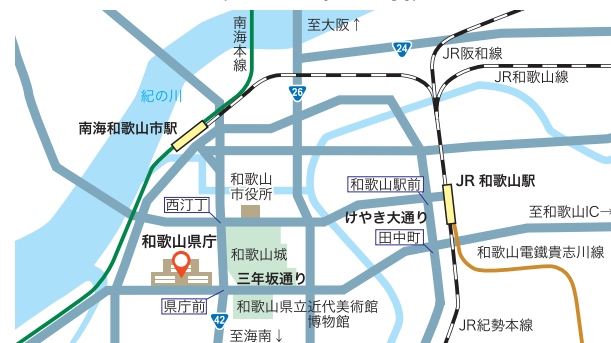 至大阪↑
南海本線
24
JR阪和線
JR和歌山線
紀の川
26
南海和歌山市駅
和歌山
市役所
和歌山駅前
JR 和歌山駅
西汀丁
けやき大通り
至和歌山IC→
田中町
和歌山県庁
和歌山城
和歌山電鐵貴志川線
三年坂通り
県庁前
和歌山県立近代美術館
博物館
42
JR紀勢本線
至海南↓